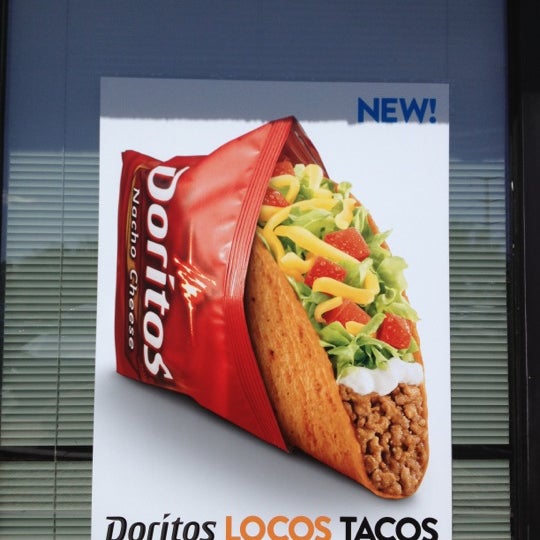 NEW!
Doritos
Nacho Cheese
Doritos LOCOS TACOS